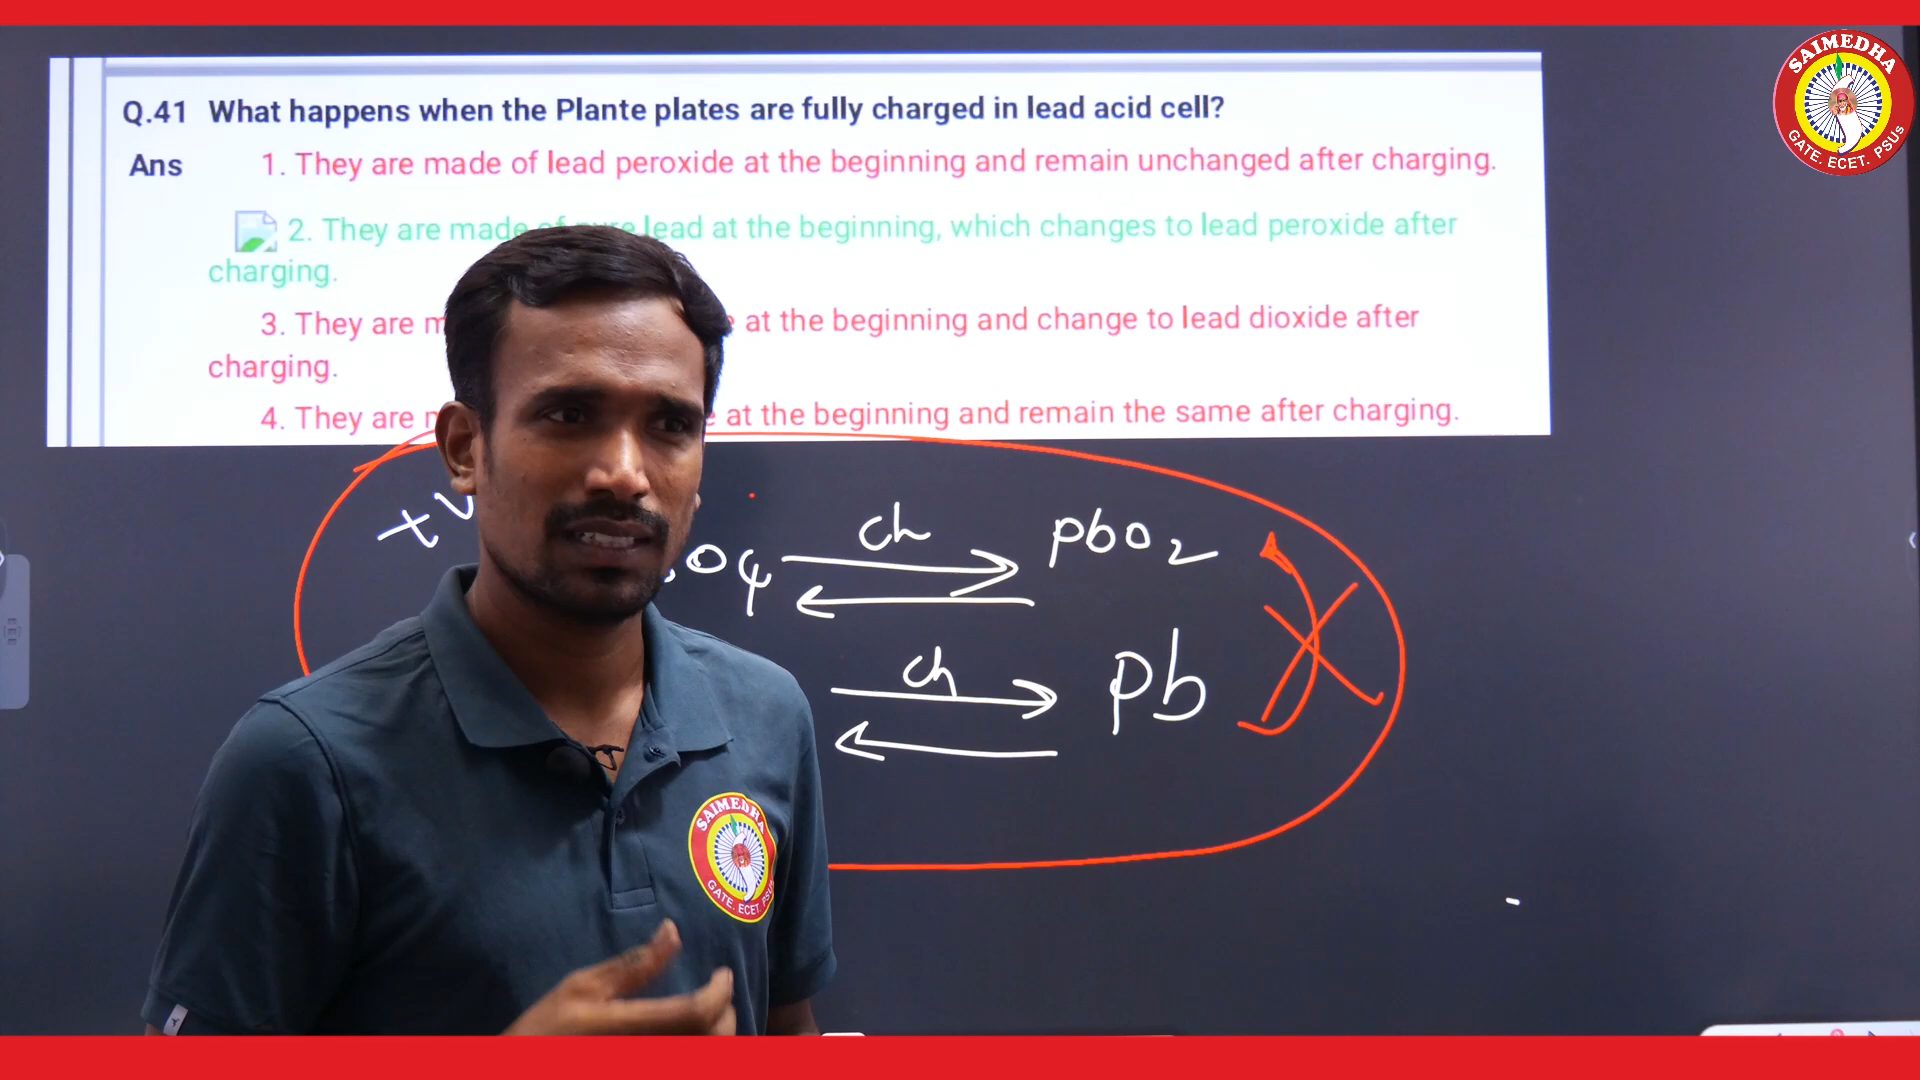 Q.41 What happens when the Plante plates are fully charged in lead acid cell?
Ans 1. They are made of lead peroxide at the beginning and remain unchanged after charging.
2. They are made of pure lead at the beginning, which changes to lead peroxide after
charging.
3. They are at the beginning and change to lead dioxide after
charging.
4. They are at the beginning and remain the same after charging.
+v
O4 ch PbO2
ch Pb
SAIMEDHA
GATE. ECET. PSUs
SAIMEDHA
GATE. ECET. PSUs